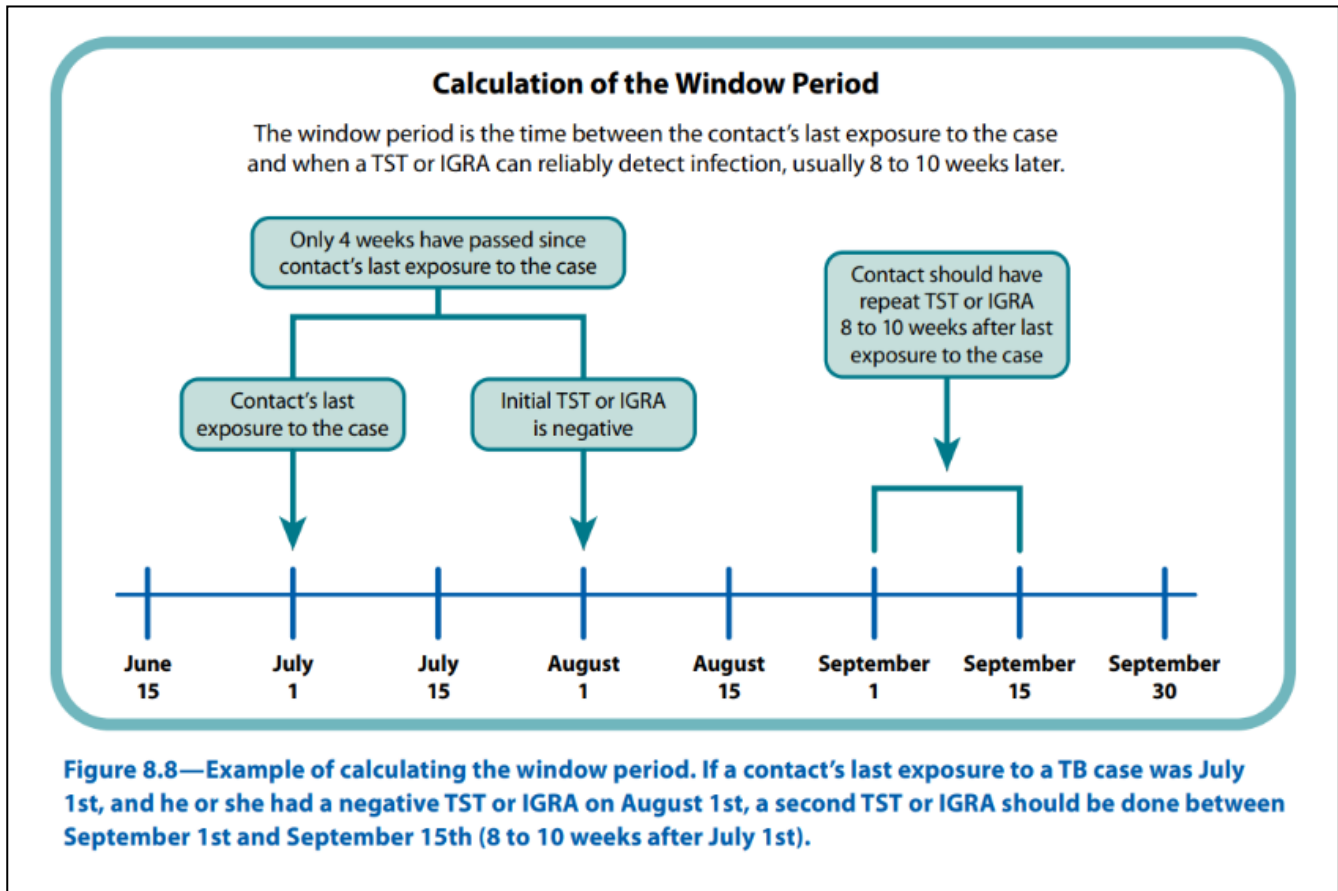 Calculation of the Window Period
The window period is the time between the contact’s last exposure to the case
and when a TST or IGRA can reliably detect infection, usually 8 to 10 weeks later.
Only 4 weeks have passed since
contact’s last exposure to the case
Contact should have
repeat TST or IGRA
8 to 10 weeks after last
exposure to the case
Contact’s last
exposure to the case
Initial TST or IGRA
is negative
June
15
July
1
July
15
August
1
August
15
September
1
September
15
September
30
Figure 8.8—Example of calculating the window period. If a contact’s last exposure to a TB case was July
1st, and he or she had a negative TST or IGRA on August 1st, a second TST or IGRA should be done between
September 1st and September 15th (8 to 10 weeks after July 1st).